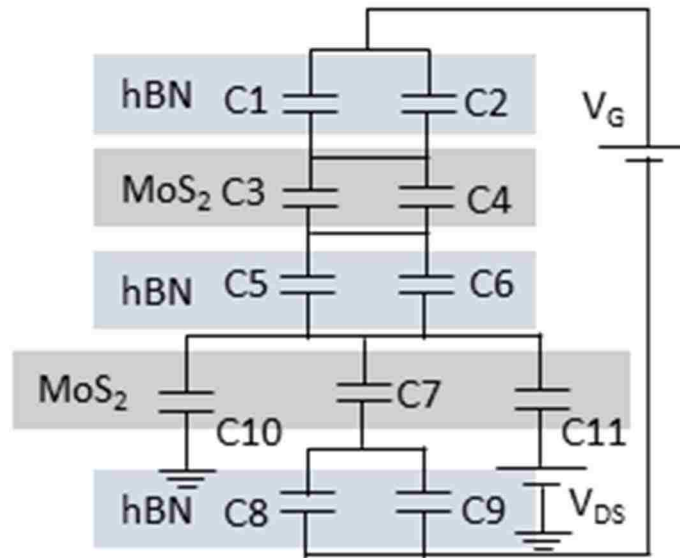 hBN C1 C2 V_G
MoS₂ C3 C4
hBN C5 C6
MoS₂ C10 C7 C11
hBN C8 C9 V_DS